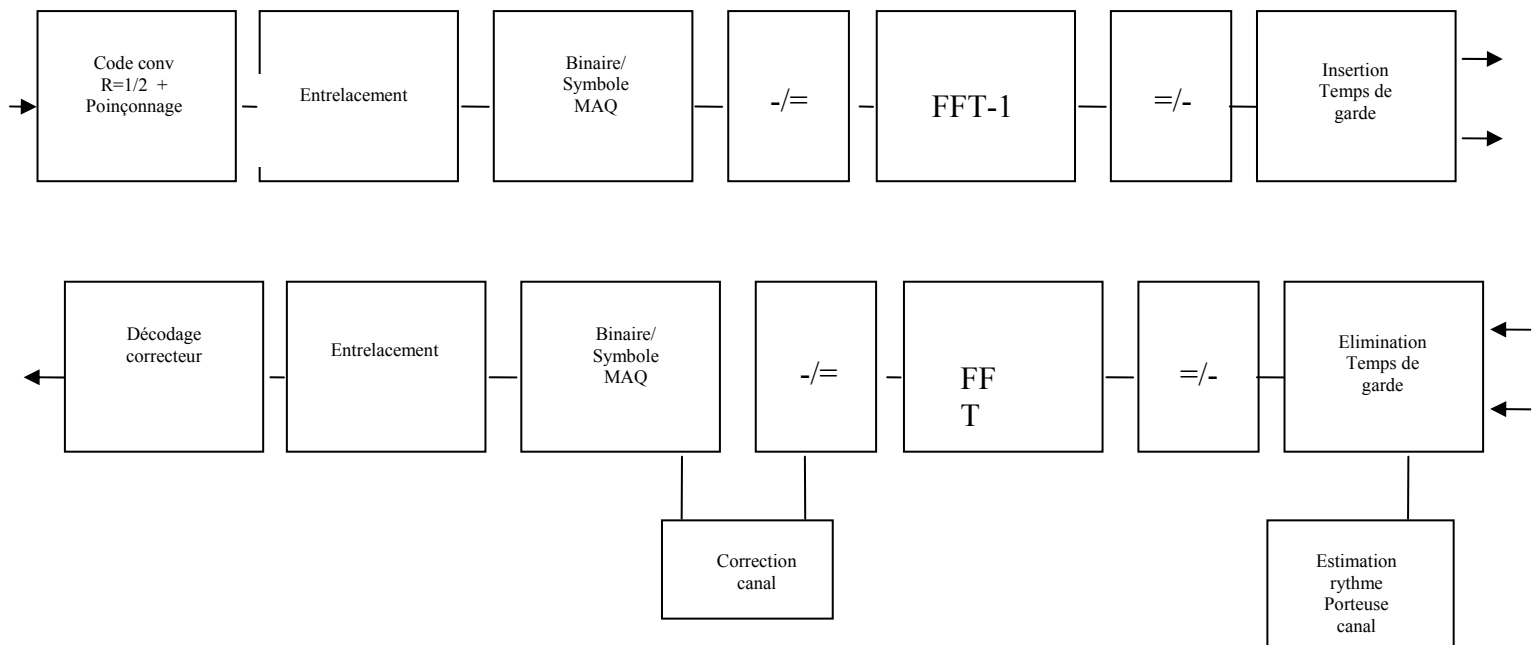 Code conv
R=1/2 +
Poinçonnage
Entrelacement
Binaire/
Symbole
MAQ
-/=
FFT-1
=/-
Insertion
Temps de
garde
Décodage
correcteur
Entrelacement
Binaire/
Symbole
MAQ
-/=
FF
T
=/-
Elimination
Temps de
garde
Correction
canal
Estimation
rythme
Porteuse
canal